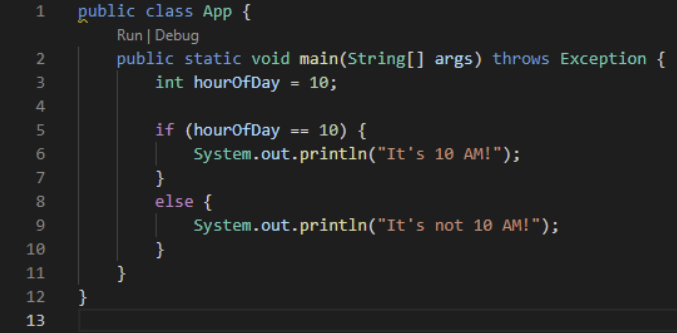 1 public class App {
Run | Debug
2 public static void main(String[] args) throws Exception {
3 int hourOfDay = 10;
4
5 if (hourOfDay == 10) {
6 System.out.println("It's 10 AM!");
7 }
8 else {
9 System.out.println("It's not 10 AM!");
10 }
11 }
12 }
13